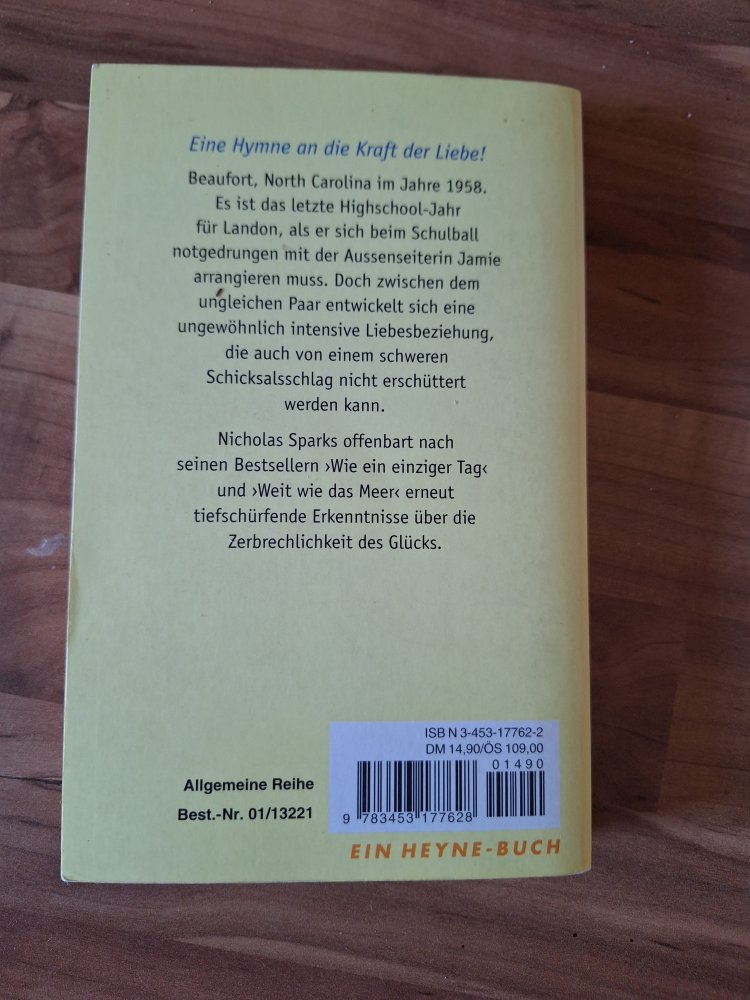 Eine Hymne an die Kraft der Liebe!
Beaufort, North Carolina im Jahre 1958.
Es ist das letzte Highschool-Jahr
für Landon, als er sich beim Schulball
notgedrungen mit der Aussenseiterin Jamie
arrangieren muss. Doch zwischen dem
ungleichen Paar entwickelt sich eine
ungewöhnlich intensive Liebesbeziehung,
die auch von einem schweren
Schicksalsschlag nicht erschüttert
werden kann.
Nicholas Sparks offenbart nach
seinen Bestsellern ›Wie ein einziger Tag‹
und ›Weit wie das Meer‹ erneut
tiefschürfende Erkenntnisse über die
Zerbrechlichkeit des Glücks.
ISBN 3-453-17762-2
DM 14,90/ÖS 109,00
01490
9 783453 177628
Allgemeine Reihe
Best.-Nr. 01/13221
EIN HEYNE-BUCH